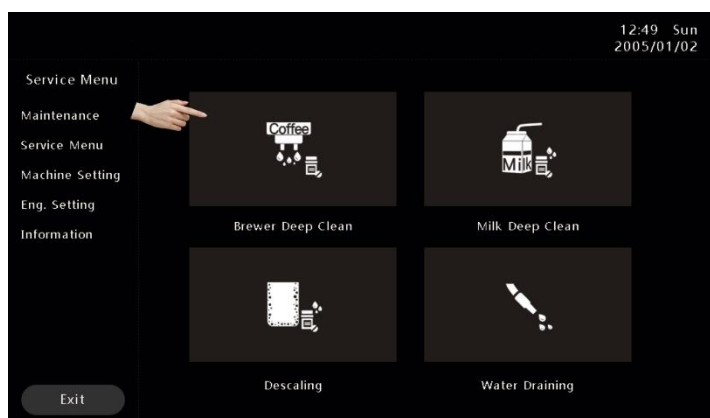 12:49 Sun
2005/01/02
Service Menu
Maintenance
Service Menu
Machine Setting
Eng. Setting
Information
Exit
Coffee
Brewer Deep Clean
Milk
Milk Deep Clean
Descaling
Water Draining